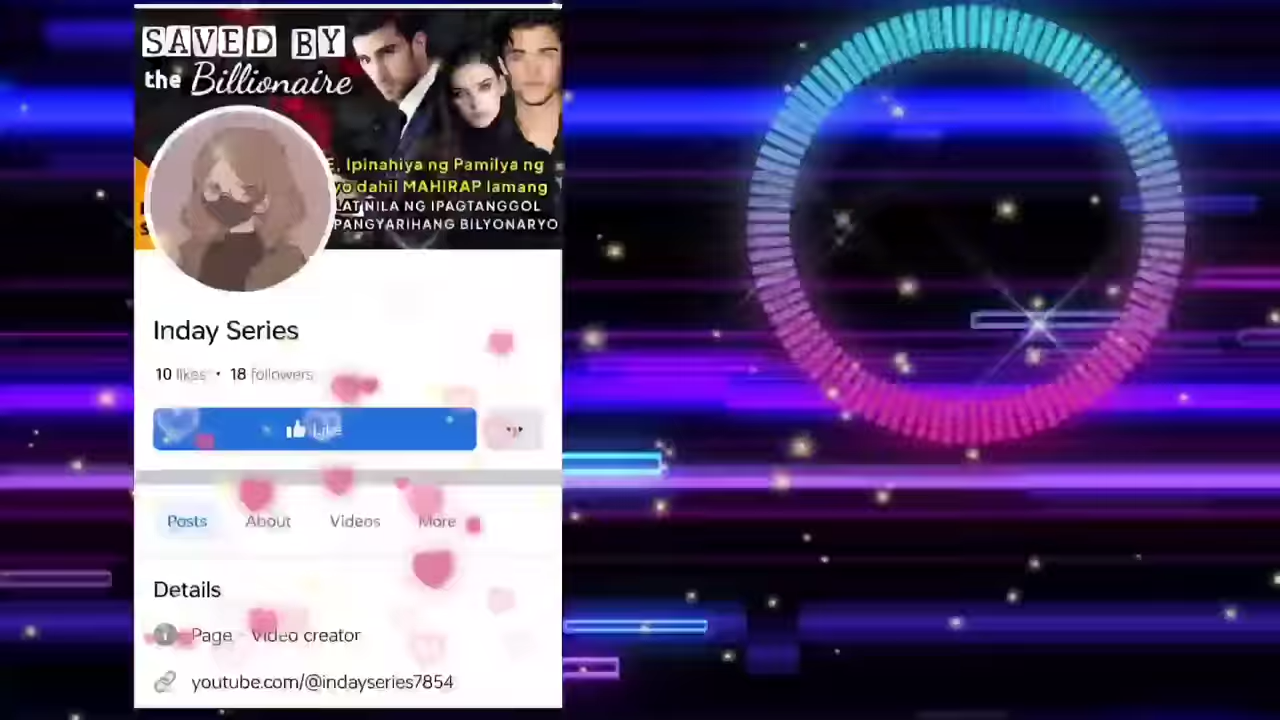 SAVED BY
the Billionaire
E, Ipinahiya ng Pamilya ng
yo dahil MAHIRAP lamang
LAT NILA NG IPAGTANGGOL
PANGYARIHANG BILYONARYO
Inday Series
10 likes • 18 followers
Like
Posts About Videos More
Details
Page · Video creator
youtube.com/@indayseries7854